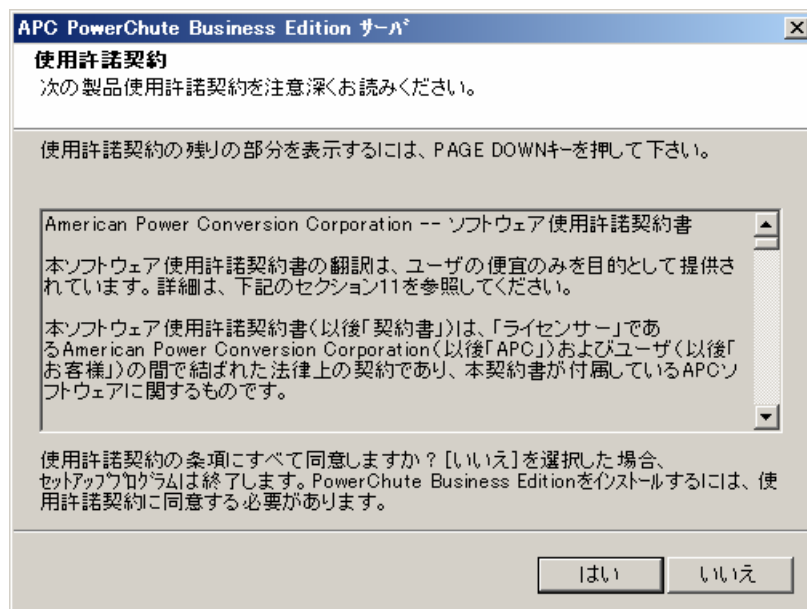 APC PowerChute Business Edition サーバ
使用許諾契約
次の製品使用許諾契約を注意深くお読みください。
使用許諾契約の残りの部分を表示するには、PAGE DOWNキーを押して下さい。
American Power Conversion Corporation -- ソフトウェア使用許諾契約書
本ソフトウェア使用許諾契約書の翻訳は、ユーザの便宜のみを目的として提供さ
れています。詳細は、下記のセクション11を参照してください。
本ソフトウェア使用許諾契約書(以後「契約書」)は、「ライセンサー」であ
るAmerican Power Conversion Corporation(以後「APC」)およびユーザ(以後「
お客様」)の間で結ばれた法律上の契約であり、本契約書が付属しているAPCソ
フトウェアに関するものです。
使用許諾契約の条項にすべて同意しますか?[いいえ]を選択した場合、
セットアッププログラムは終了します。PowerChute Business Editionをインストールするには、使
用許諾契約に同意する必要があります。
はい
いいえ